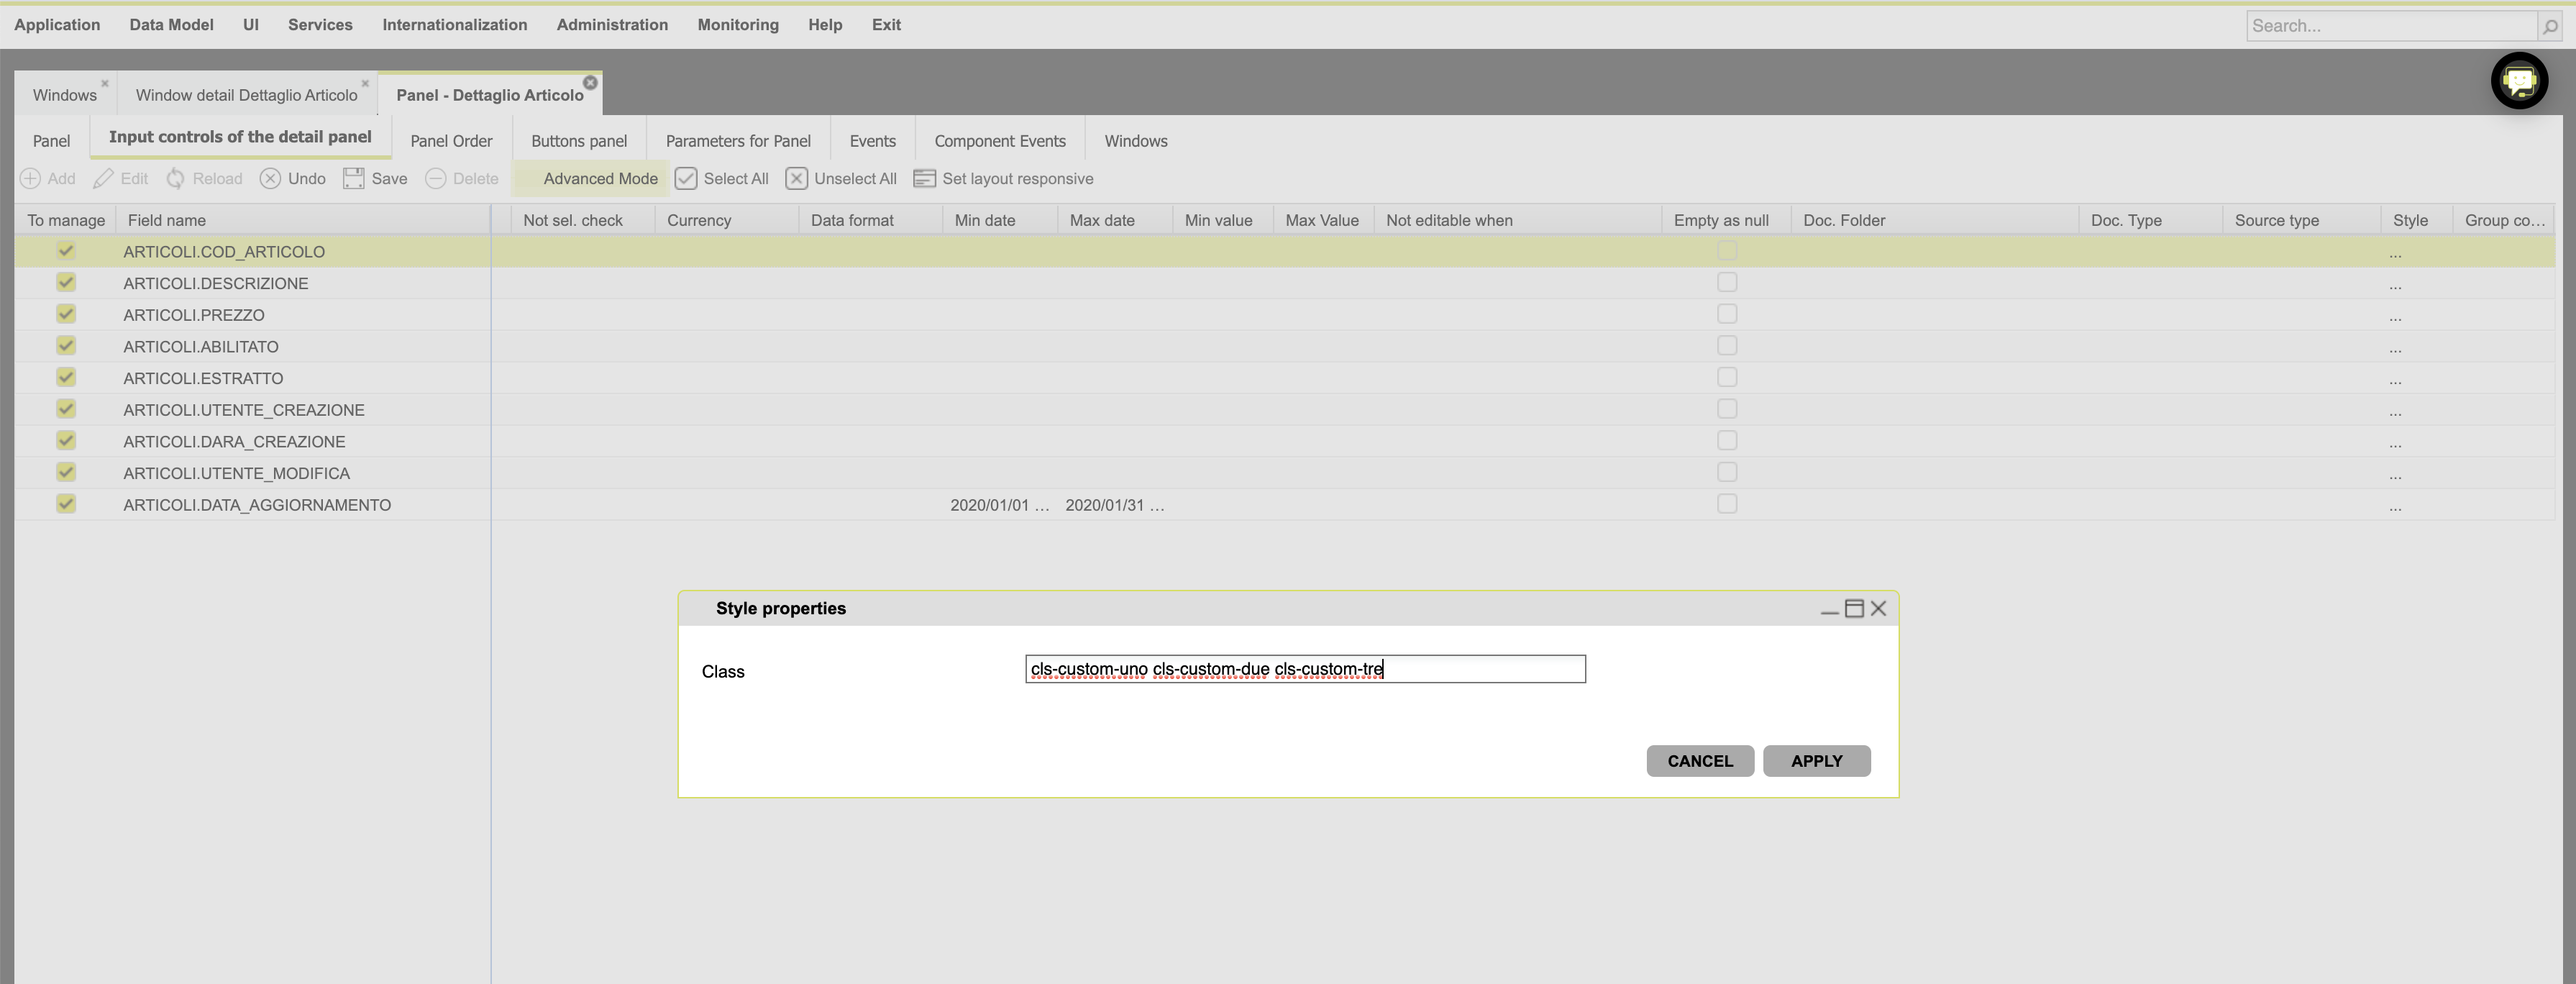 Application Data Model UI Services Internationalization Administration Monitoring Help Exit Search...
Windows Window detail Dettaglio Articolo Panel - Dettaglio Articolo
Panel Input controls of the detail panel Panel Order Buttons panel Parameters for Panel Events Component Events Windows
Add Edit Reload Undo Save Delete Advanced Mode Select All Unselect All Set layout responsive
To manage Field name Not sel. check Currency Data format Min date Max date Min value Max Value Not editable when Empty as null Doc. Folder Doc. Type Source type Style Group co...
ARTICOLI.COD_ARTICOLO ...
ARTICOLI.DESCRIZIONE ...
ARTICOLI.PREZZO ...
ARTICOLI.ABILITATO ...
ARTICOLI.ESTRATTO ...
ARTICOLI.UTENTE_CREAZIONE ...
ARTICOLI.DARA_CREAZIONE ...
ARTICOLI.UTENTE_MODIFICA ...
ARTICOLI.DATA_AGGIORNAMENTO 2020/01/01 ... 2020/01/31 ... ...
Style properties
Class cls-custom-uno cls-custom-due cls-custom-tre
CANCEL APPLY